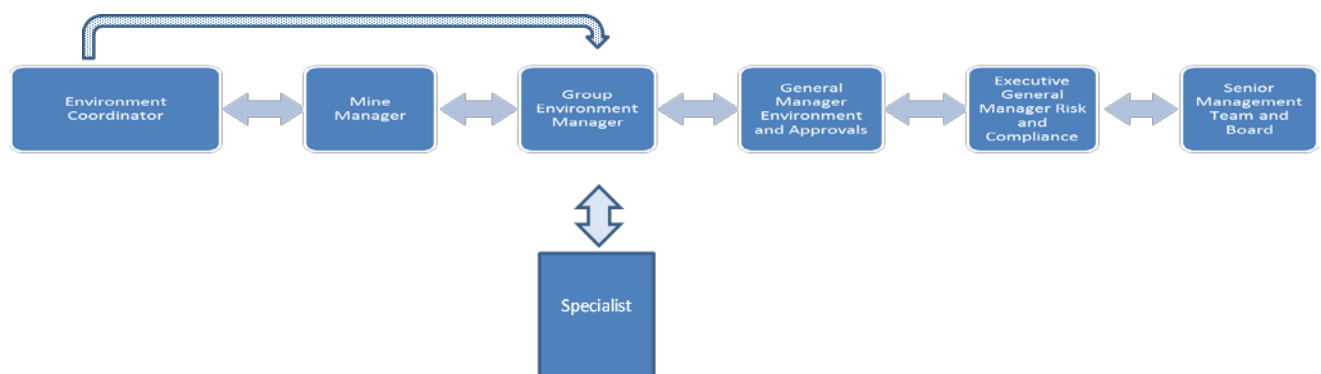 Environment
Coordinator
Mine
Manager
Group
Environment
Manager
General
Manager
Environment
and Approvals
Executive
General
Manager Risk
and
Compliance
Senior
Management
Team and
Board
Specialist